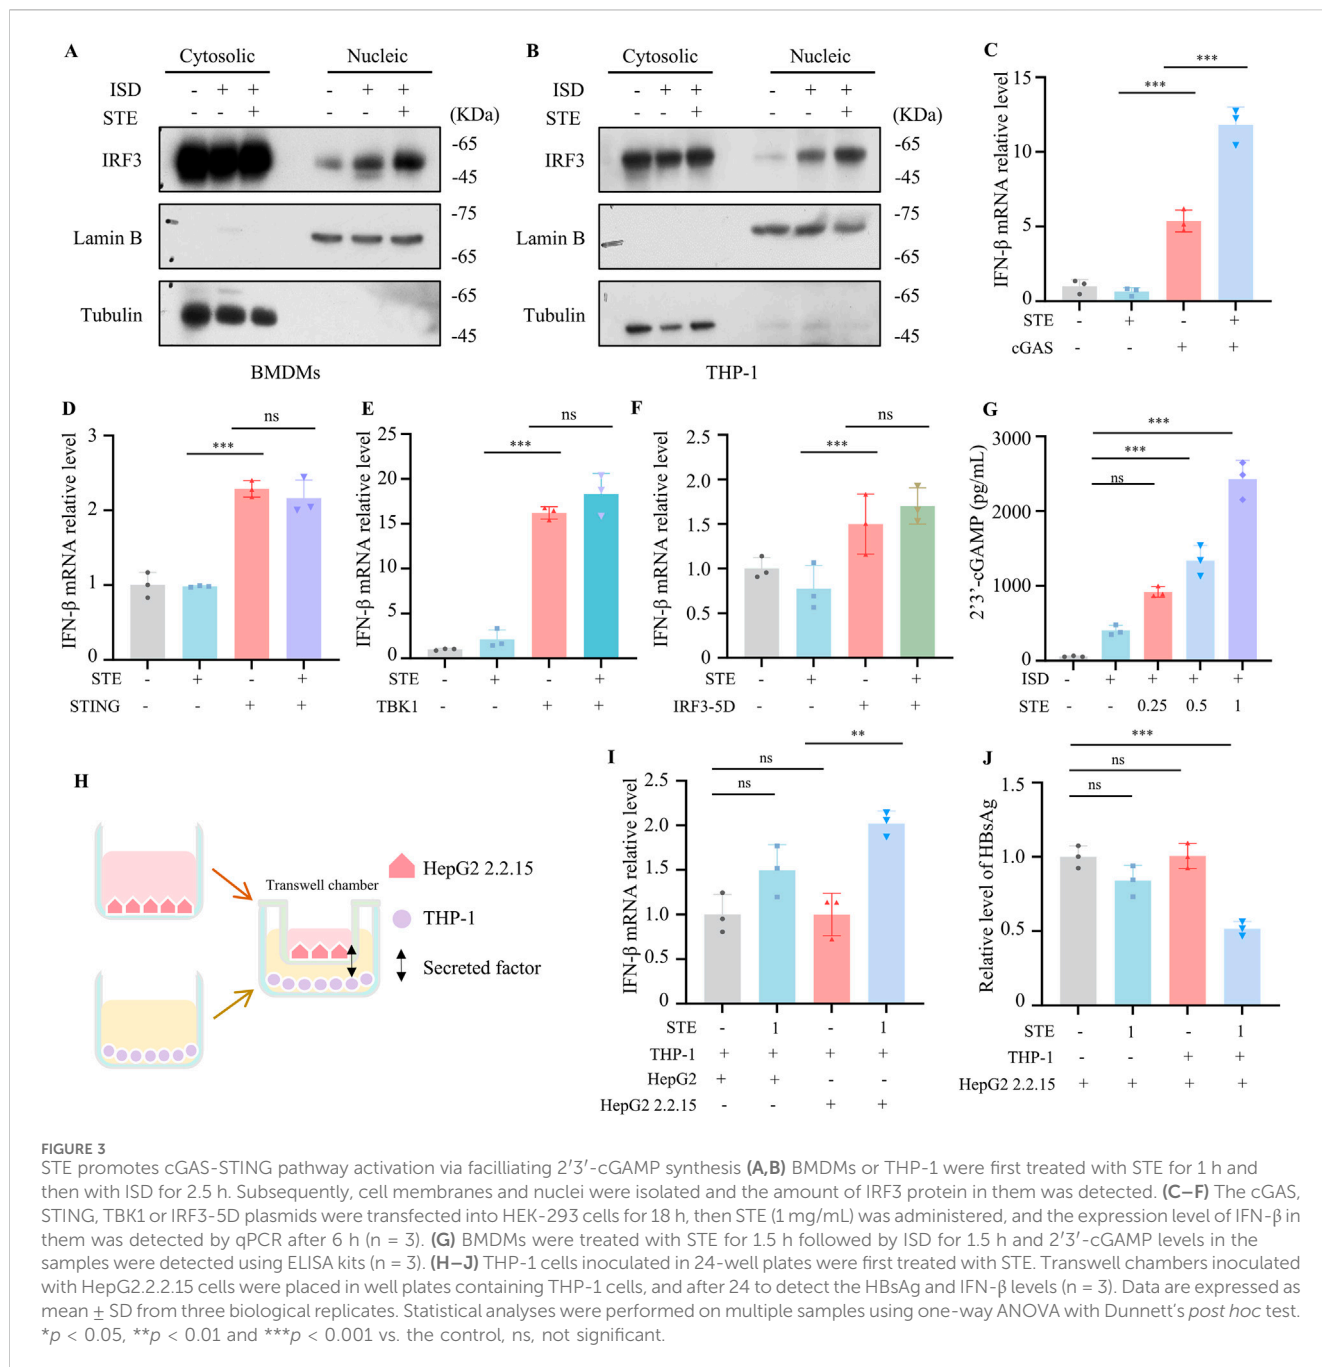 A
Cytosolic Nucleic
ISD - + + - + +
STE + + (KDa)
IRF3 -65
-45
Lamin B -75
-65
Tubulin -65
-45
BMDMs
B
Cytosolic Nucleic
ISD - + + - + +
STE + + (KDa)
IRF3 -65
-45
Lamin B -75
-65
Tubulin -65
-45
THP-1
C
IFN-β mRNA relative level
15
10
5
0
***
***
STE - + - +
cGAS - - + +
D
IFN-β mRNA relative level
3
2
1
0
ns
***
STE - + - +
STING - - + +
E
IFN-β mRNA relative level
25
20
15
10
5
0
ns
***
STE - + - +
TBK1 - - + +
F
IFN-β mRNA relative level
2.5
2.0
1.5
1.0
0.5
0.0
ns
***
STE - + - +
IRF3-5D - - + +
G
2’3’-cGAMP (pg/mL)
3000
2000
1000
0
***
***
ns
ISD - + + + +
STE - - 0.25 0.5 1
H
Transwell chamber
HepG2 2.2.15
THP-1
Secreted factor
I
IFN-β mRNA relative level
2.5
2.0
1.5
1.0
0.5
0.0
**
ns
ns
STE - 1 - 1
THP-1 + + + +
HepG2 + + - -
HepG2 2.2.15 - - + +
J
Relative level of HBsAg
1.5
1.0
0.5
0.0
***
ns
ns
STE - 1 - 1
THP-1 - - + +
HepG2 2.2.15 + + + +
FIGURE 3
STE promotes cGAS-STING pathway activation via facilliating 2′3′-cGAMP synthesis (A,B) BMDMs or THP-1 were first treated with STE for 1 h and
then with ISD for 2.5 h. Subsequently, cell membranes and nuclei were isolated and the amount of IRF3 protein in them was detected. (C–F) The cGAS,
STING, TBK1 or IRF3-5D plasmids were transfected into HEK-293 cells for 18 h, then STE (1 mg/mL) was administered, and the expression level of IFN-β in
them was detected by qPCR after 6 h (n = 3). (G) BMDMs were treated with STE for 1.5 h followed by ISD for 1.5 h and 2′3′-cGAMP levels in the
samples were detected using ELISA kits (n = 3). (H–J) THP-1 cells inoculated in 24-well plates were first treated with STE. Transwell chambers inoculated
with HepG2.2.2.15 cells were placed in well plates containing THP-1 cells, and after 24 to detect the HBsAg and IFN-β levels (n = 3). Data are expressed as
mean ± SD from three biological replicates. Statistical analyses were performed on multiple samples using one-way ANOVA with Dunnett’s post hoc test.
*p < 0.05, **p < 0.01 and ***p < 0.001 vs. the control, ns, not significant.